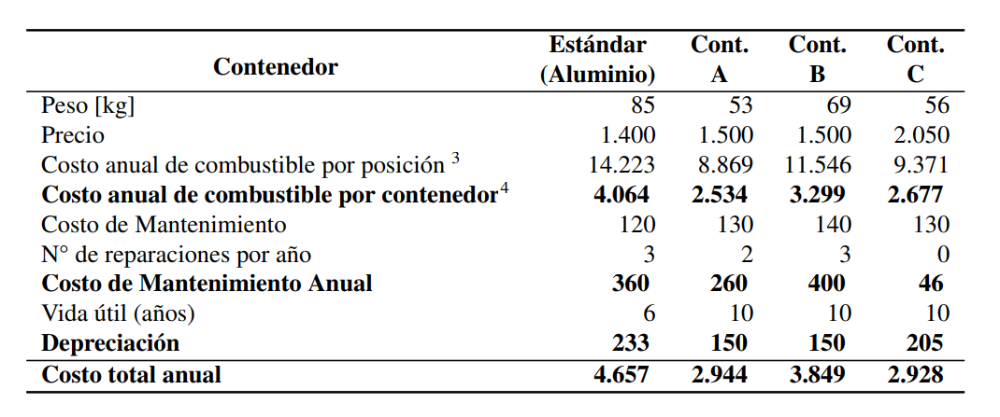 Contenedor Estándar (Aluminio) Cont. A Cont. B Cont. C
Peso [kg] 85 53 69 56
Precio 1.400 1.500 1.500 2.050
Costo anual de combustible por posición 3 14.223 8.869 11.546 9.371
Costo anual de combustible por contenedor4 4.064 2.534 3.299 2.677
Costo de Mantenimiento 120 130 140 130
N° de reparaciones por año 3 2 3 0
Costo de Mantenimiento Anual 360 260 400 46
Vida útil (años) 6 10 10 10
Depreciación 233 150 150 205
Costo total anual 4.657 2.944 3.849 2.928